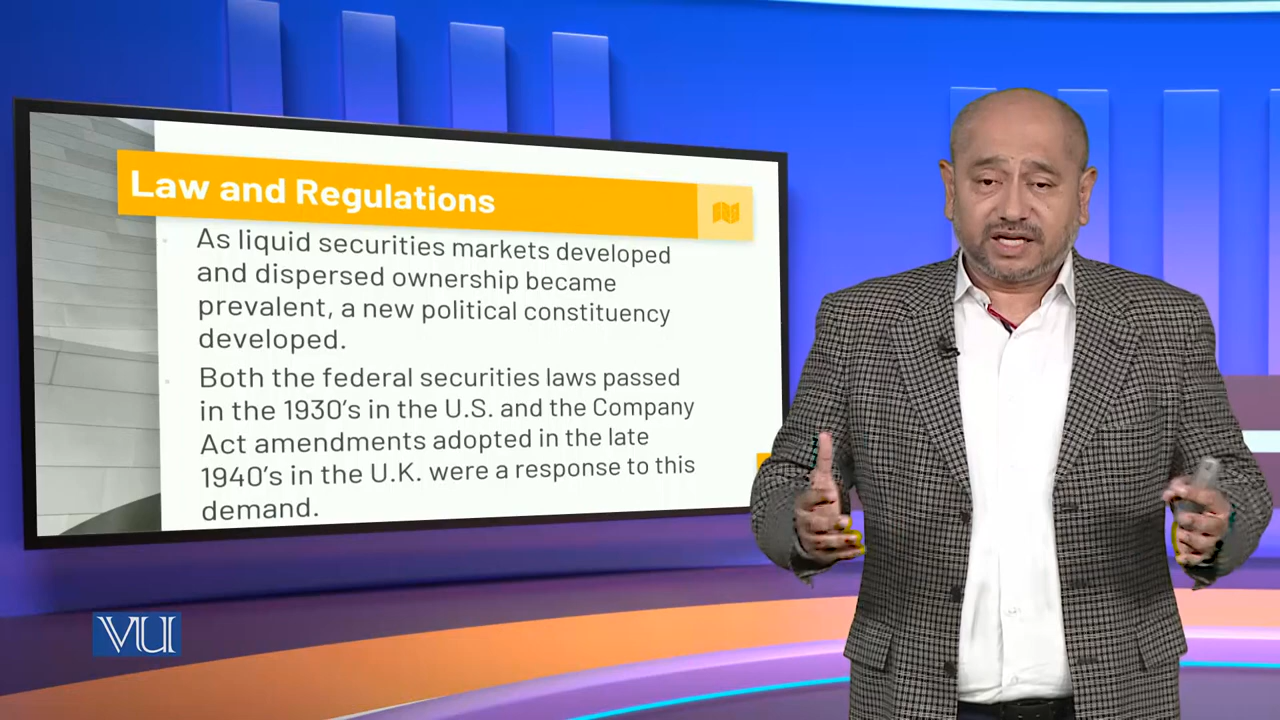 Law and Regulations
As liquid securities markets developed
and dispersed ownership became
prevalent, a new political constituency
developed.
Both the federal securities laws passed
in the 1930's in the U.S. and the Company
Act amendments adopted in the late
1940's in the U.K. were a response to this
demand.
VU